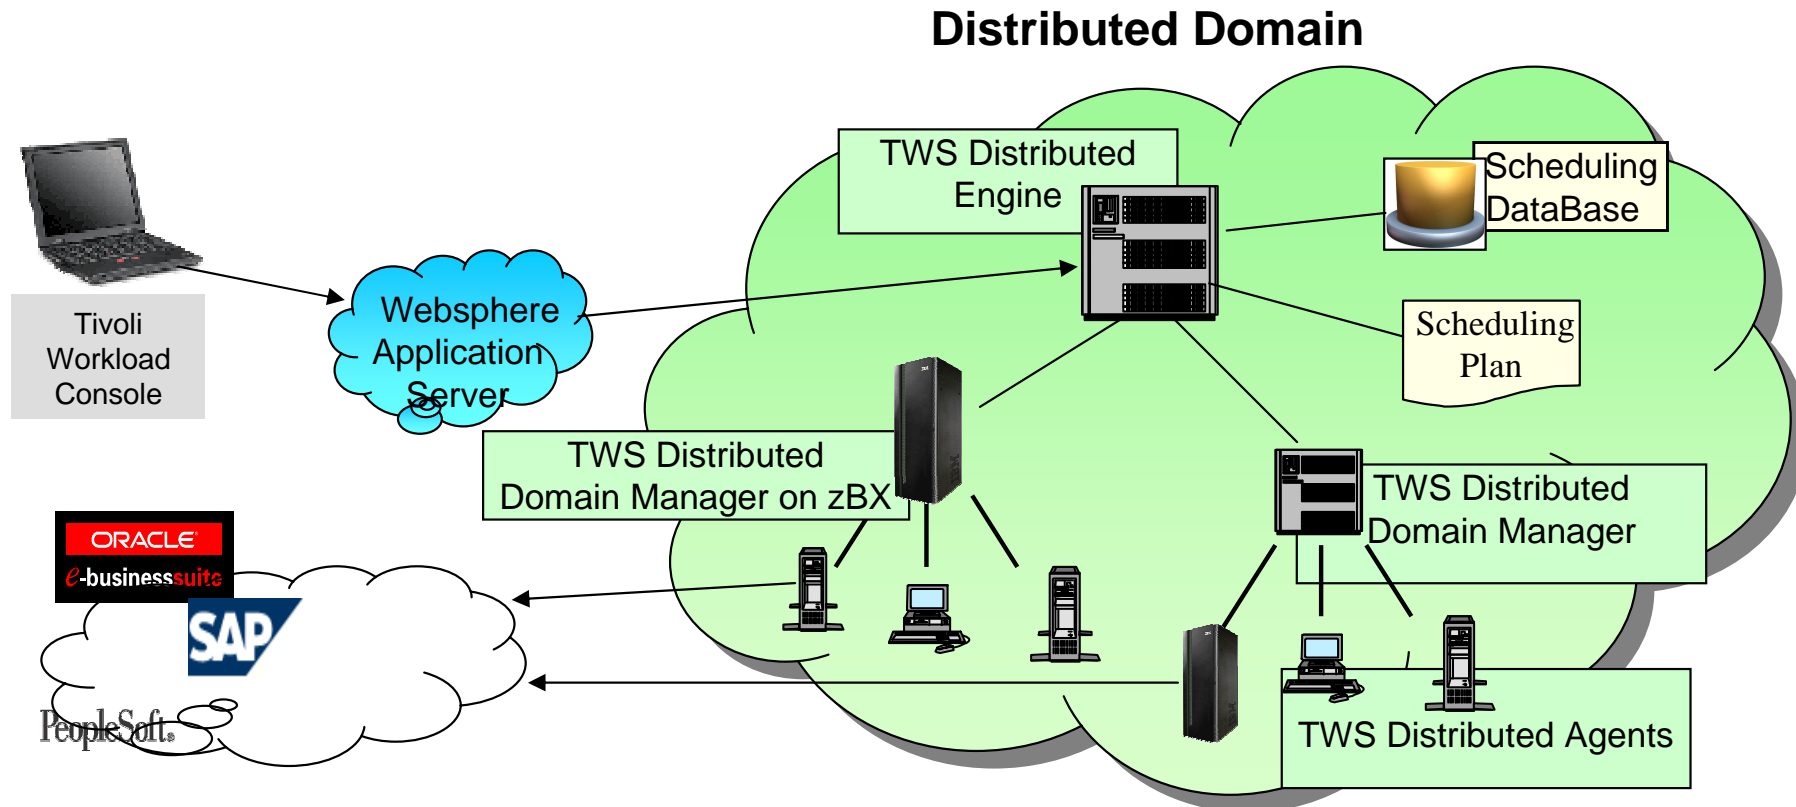 Distributed Domain
TWS Distributed
Engine
Scheduling
DataBase
Tivoli
Workload
Console
Websphere
Application
Server
Scheduling
Plan
TWS Distributed
Domain Manager on zBX
TWS Distributed
Domain Manager
ORACLE
e-businesssuite
SAP
PeopleSoft
TWS Distributed Agents